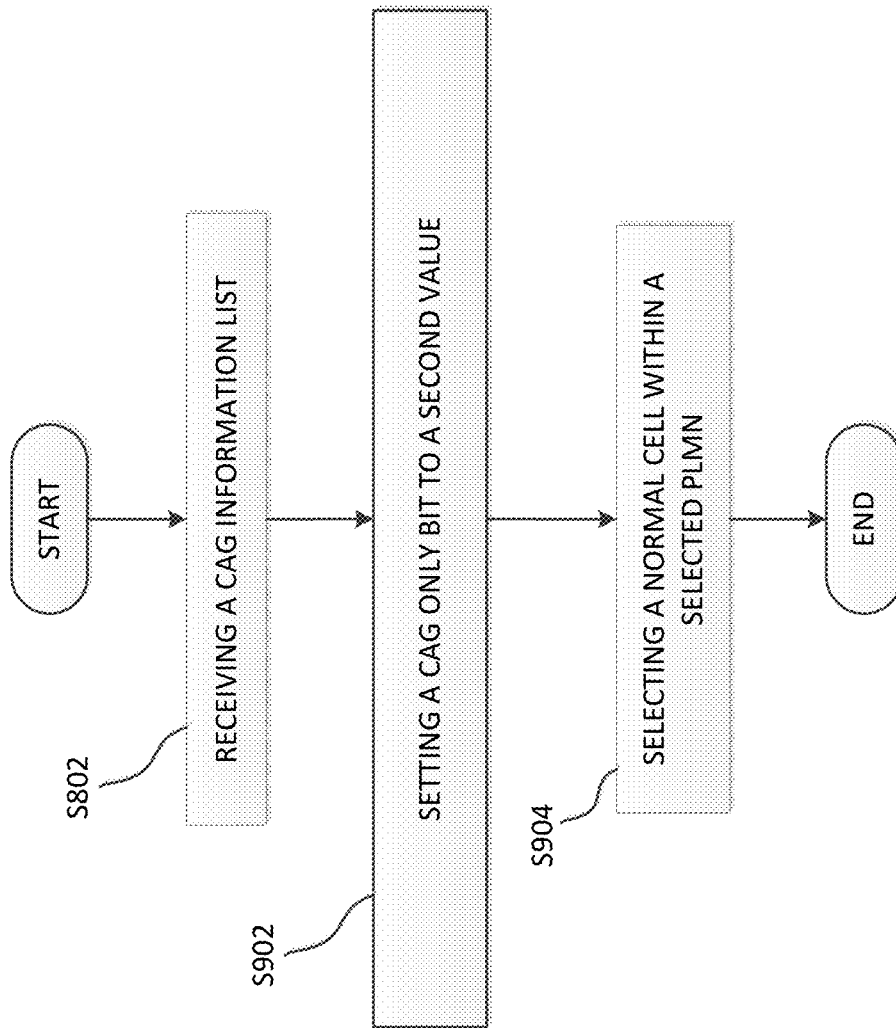 START
S802
RECEIVING A CAG INFORMATION LIST
S902
SETTING A CAG ONLY BIT TO A SECOND VALUE
S904
SELECTING A NORMAL CELL WITHIN A
SELECTED PLMN
END